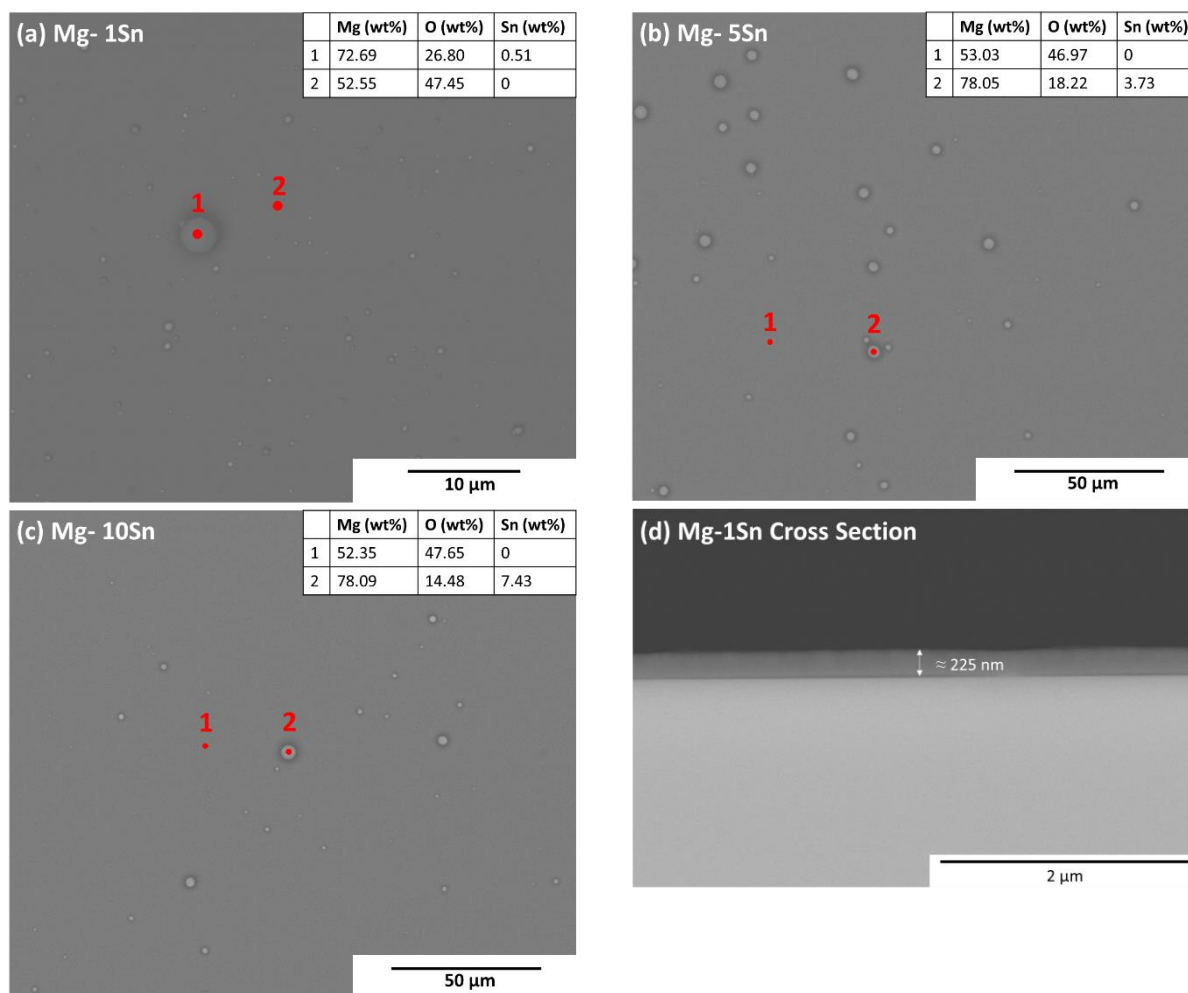 (a) Mg- 1Sn
Mg (wt%) O (wt%) Sn (wt%)
1 72.69 26.80 0.51
2 52.55 47.45 0
1
2
10 µm
(b) Mg- 5Sn
Mg (wt%) O (wt%) Sn (wt%)
1 53.03 46.97 0
2 78.05 18.22 3.73
1
2
50 µm
(c) Mg- 10Sn
Mg (wt%) O (wt%) Sn (wt%)
1 52.35 47.65 0
2 78.09 14.48 7.43
1
2
50 µm
(d) Mg-1Sn Cross Section
≈ 225 nm
2 µm